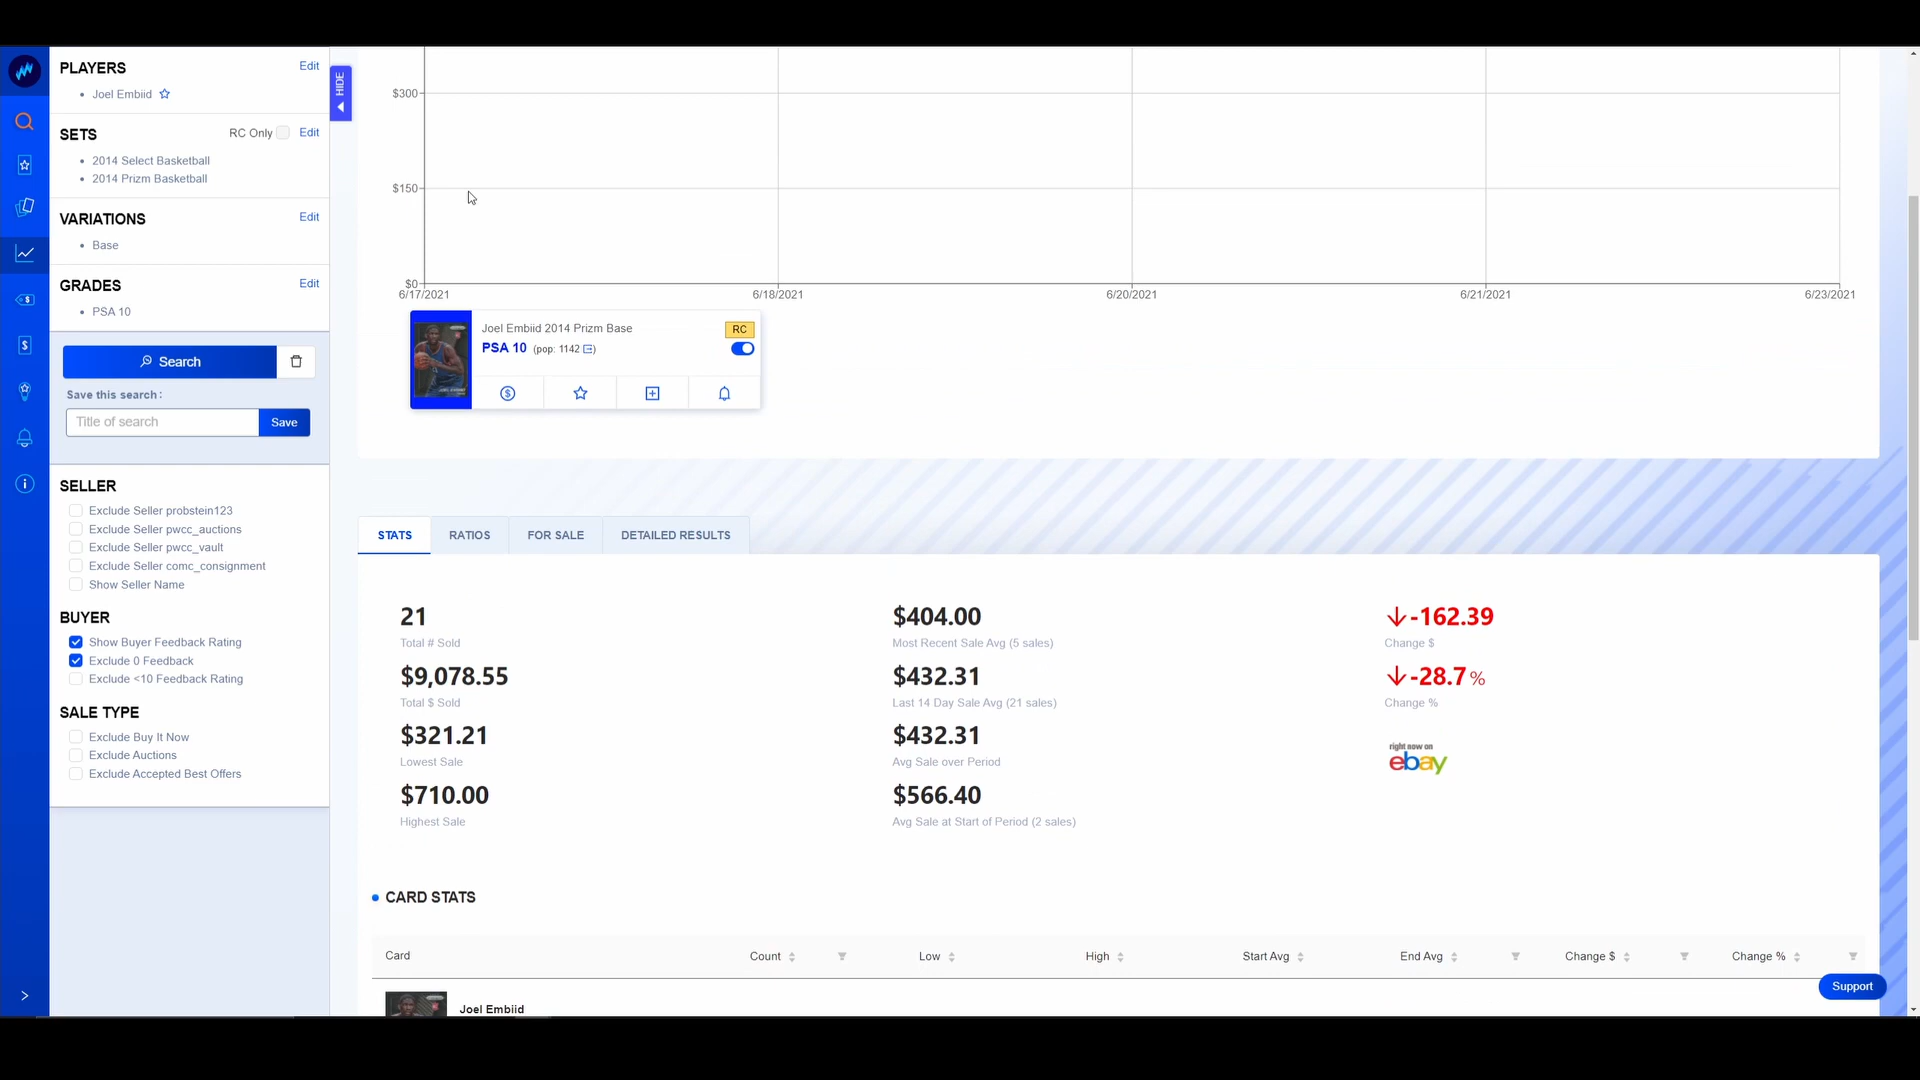 PLAYERS Edit
Joel Embiid
SETS RC Only Edit
2014 Select Basketball
2014 Prizm Basketball
VARIATIONS Edit
Base
GRADES Edit
PSA 10
Search
Save this search:
Title of search Save
SELLER
Exclude Seller probstein123
Exclude Seller pwcc_auctions
Exclude Seller pwcc_vault
Exclude Seller comc_consignment
Show Seller Name
BUYER
Show Buyer Feedback Rating
Exclude 0 Feedback
Exclude <10 Feedback Rating
SALE TYPE
Exclude Buy It Now
Exclude Auctions
Exclude Accepted Best Offers
HIDE
$300
$150
$0
6/17/2021 6/18/2021 6/20/2021 6/21/2021 6/23/2021
Joel Embiid 2014 Prizm Base RC
PSA 10 (pop: 1142)
STATS RATIOS FOR SALE DETAILED RESULTS
21
Total # Sold
$9,078.55
Total $ Sold
$321.21
Lowest Sale
$710.00
Highest Sale
$404.00
Most Recent Sale Avg (5 sales)
$432.31
Last 14 Day Sale Avg (21 sales)
$432.31
Avg Sale over Period
$566.40
Avg Sale at Start of Period (2 sales)
-162.39
Change $
-28.7 %
Change %
right now on
ebay
CARD STATS
Card Count Low High Start Avg End Avg Change $ Change %
Joel Embiid
Support